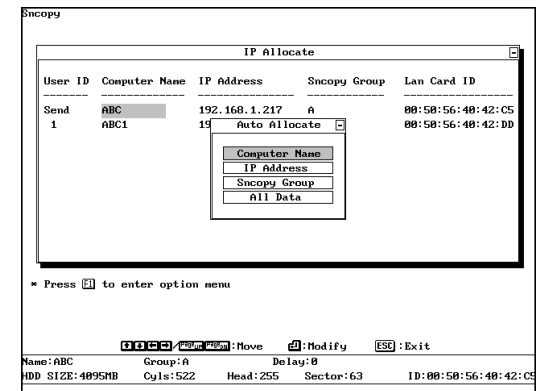 Sncopy
IP Allocate
User ID Computer Name IP Address Sncopy Group Lan Card ID
Send ABC 192.168.1.217 A 00:50:56:40:42:C5
1 ABC1 19 00:50:56:40:42:DD
Auto Allocate
Computer Name
IP Address
Sncopy Group
All Data
* Press F1 to enter option menu
↑↓←→/PageUp PageDn:Move :Modify ESC:Exit
Name:ABC Group:A Delay:0
HDD SIZE:4095MB Cyls:522 Head:255 Sector:63 ID:00:50:56:40:42:C5